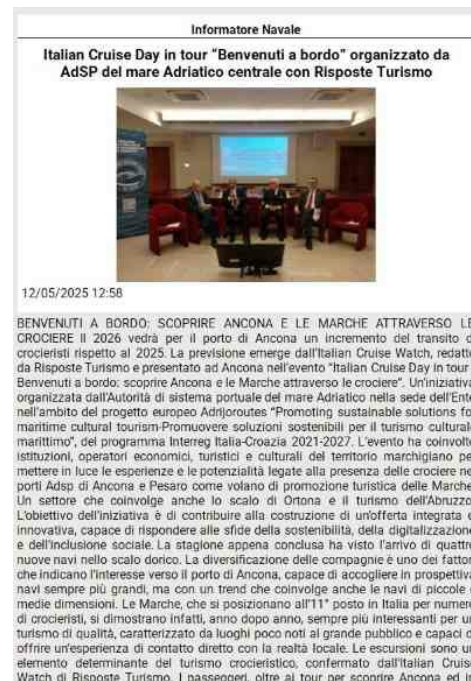 Informatore Navale
Italian Cruise Day in tour “Benvenuti a bordo” organizzato da
AdSP del mare Adriatico centrale con Risposte Turismo
12/05/2025 12:58
BENVENUTI A BORDO: SCOPRIRE ANCONA E LE MARCHE ATTRAVERSO LE
CROCIERE Il 2026 vedrà per il porto di Ancona un incremento del transito d
crocieristi rispetto al 2025. La previsione emerge dall'Italian Cruise Watch, redatto
da Risposte Turismo e presentato ad Ancona nell'evento “Italian Cruise Day in tour
Benvenuti a bordo: scoprire Ancona e le Marche attraverso le crociere”. Un'iniziativa
organizzata dall'Autorità di sistema portuale del mare Adriatico nella sede dell'Ente
nell'ambito del progetto europeo Adrijoroutes “Promoting sustainable solutions fo
maritime cultural tourism-Promuovere soluzioni sostenibili per il turismo culturale
marittimo”, del programma Interreg Italia-Croazia 2021-2027. L'evento ha coinvolto
istituzioni, operatori economici, turistici e culturali del territorio marchigiano pe
mettere in luce le esperienze e le potenzialità legate alla presenza delle crociere ne
porti Adsp di Ancona e Pesaro come volano di promozione turistica delle Marche
Un settore che coinvolge anche lo scalo di Ortona e il turismo dell'Abruzzo
L'obiettivo dell'iniziativa è di contribuire alla costruzione di un'offerta integrata e
innovativa, capace di rispondere alle sfide della sostenibilità, della digitalizzazione
e dell'inclusione sociale. La stagione appena conclusa ha visto l'arrivo di quattro
nuove navi nello scalo dorico. La diversificazione delle compagnie è uno dei fattor
che indicano l'interesse verso il porto di Ancona, capace di accogliere in prospettiva
navi sempre più grandi, ma con un trend che coinvolge anche le navi di piccole e
medie dimensioni. Le Marche, che si posizionano all'11° posto in Italia per numero
di crocieristi, si dimostrano infatti, anno dopo anno, sempre più interessanti per un
turismo di qualità, caratterizzato da luoghi poco noti al grande pubblico e capaci d
offrire un'esperienza di contatto diretto con la realtà locale. Le escursioni sono un
elemento determinante del turismo crocieristico, confermato dall'Italian Cruise
Watch di Risposte Turismo. I passeggeri, oltre ai tour per scoprire Ancona ed i